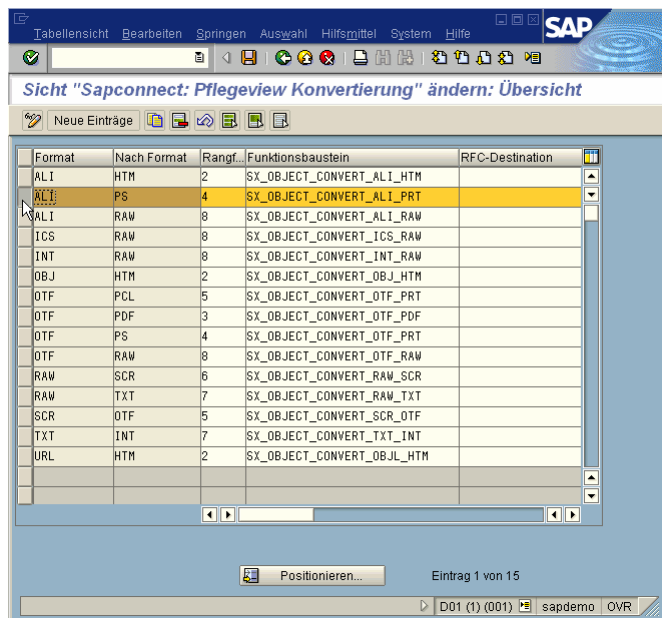 Tabellensicht Bearbeiten Springen Auswahl Hilfsmittel System Hilfe
SAP
Sicht "Sapconnect: Pflegeview Konvertierung" ändern: Übersicht
Neue Einträge
Format Nach Format Rangf... Funktionsbaustein RFC-Destination
ALI HTM 2 SX_OBJECT_CONVERT_ALI_HTM
ALI PS 4 SX_OBJECT_CONVERT_ALI_PRT
ALI RAW 8 SX_OBJECT_CONVERT_ALI_RAW
ICS RAW 8 SX_OBJECT_CONVERT_ICS_RAW
INT RAW 8 SX_OBJECT_CONVERT_INT_RAW
OBJ HTM 2 SX_OBJECT_CONVERT_OBJ_HTM
OTF PCL 5 SX_OBJECT_CONVERT_OTF_PRT
OTF PDF 3 SX_OBJECT_CONVERT_OTF_PDF
OTF PS 4 SX_OBJECT_CONVERT_OTF_PRT
OTF RAW 8 SX_OBJECT_CONVERT_OTF_RAW
RAW SCR 6 SX_OBJECT_CONVERT_RAW_SCR
RAW TXT 7 SX_OBJECT_CONVERT_RAW_TXT
SCR OTF 5 SX_OBJECT_CONVERT_SCR_OTF
TXT INT 7 SX_OBJECT_CONVERT_TXT_INT
URL HTM 2 SX_OBJECT_CONVERT_OBJL_HTM
Positionieren... Eintrag 1 von 15
D01 (1) (001) sapdemo OVR